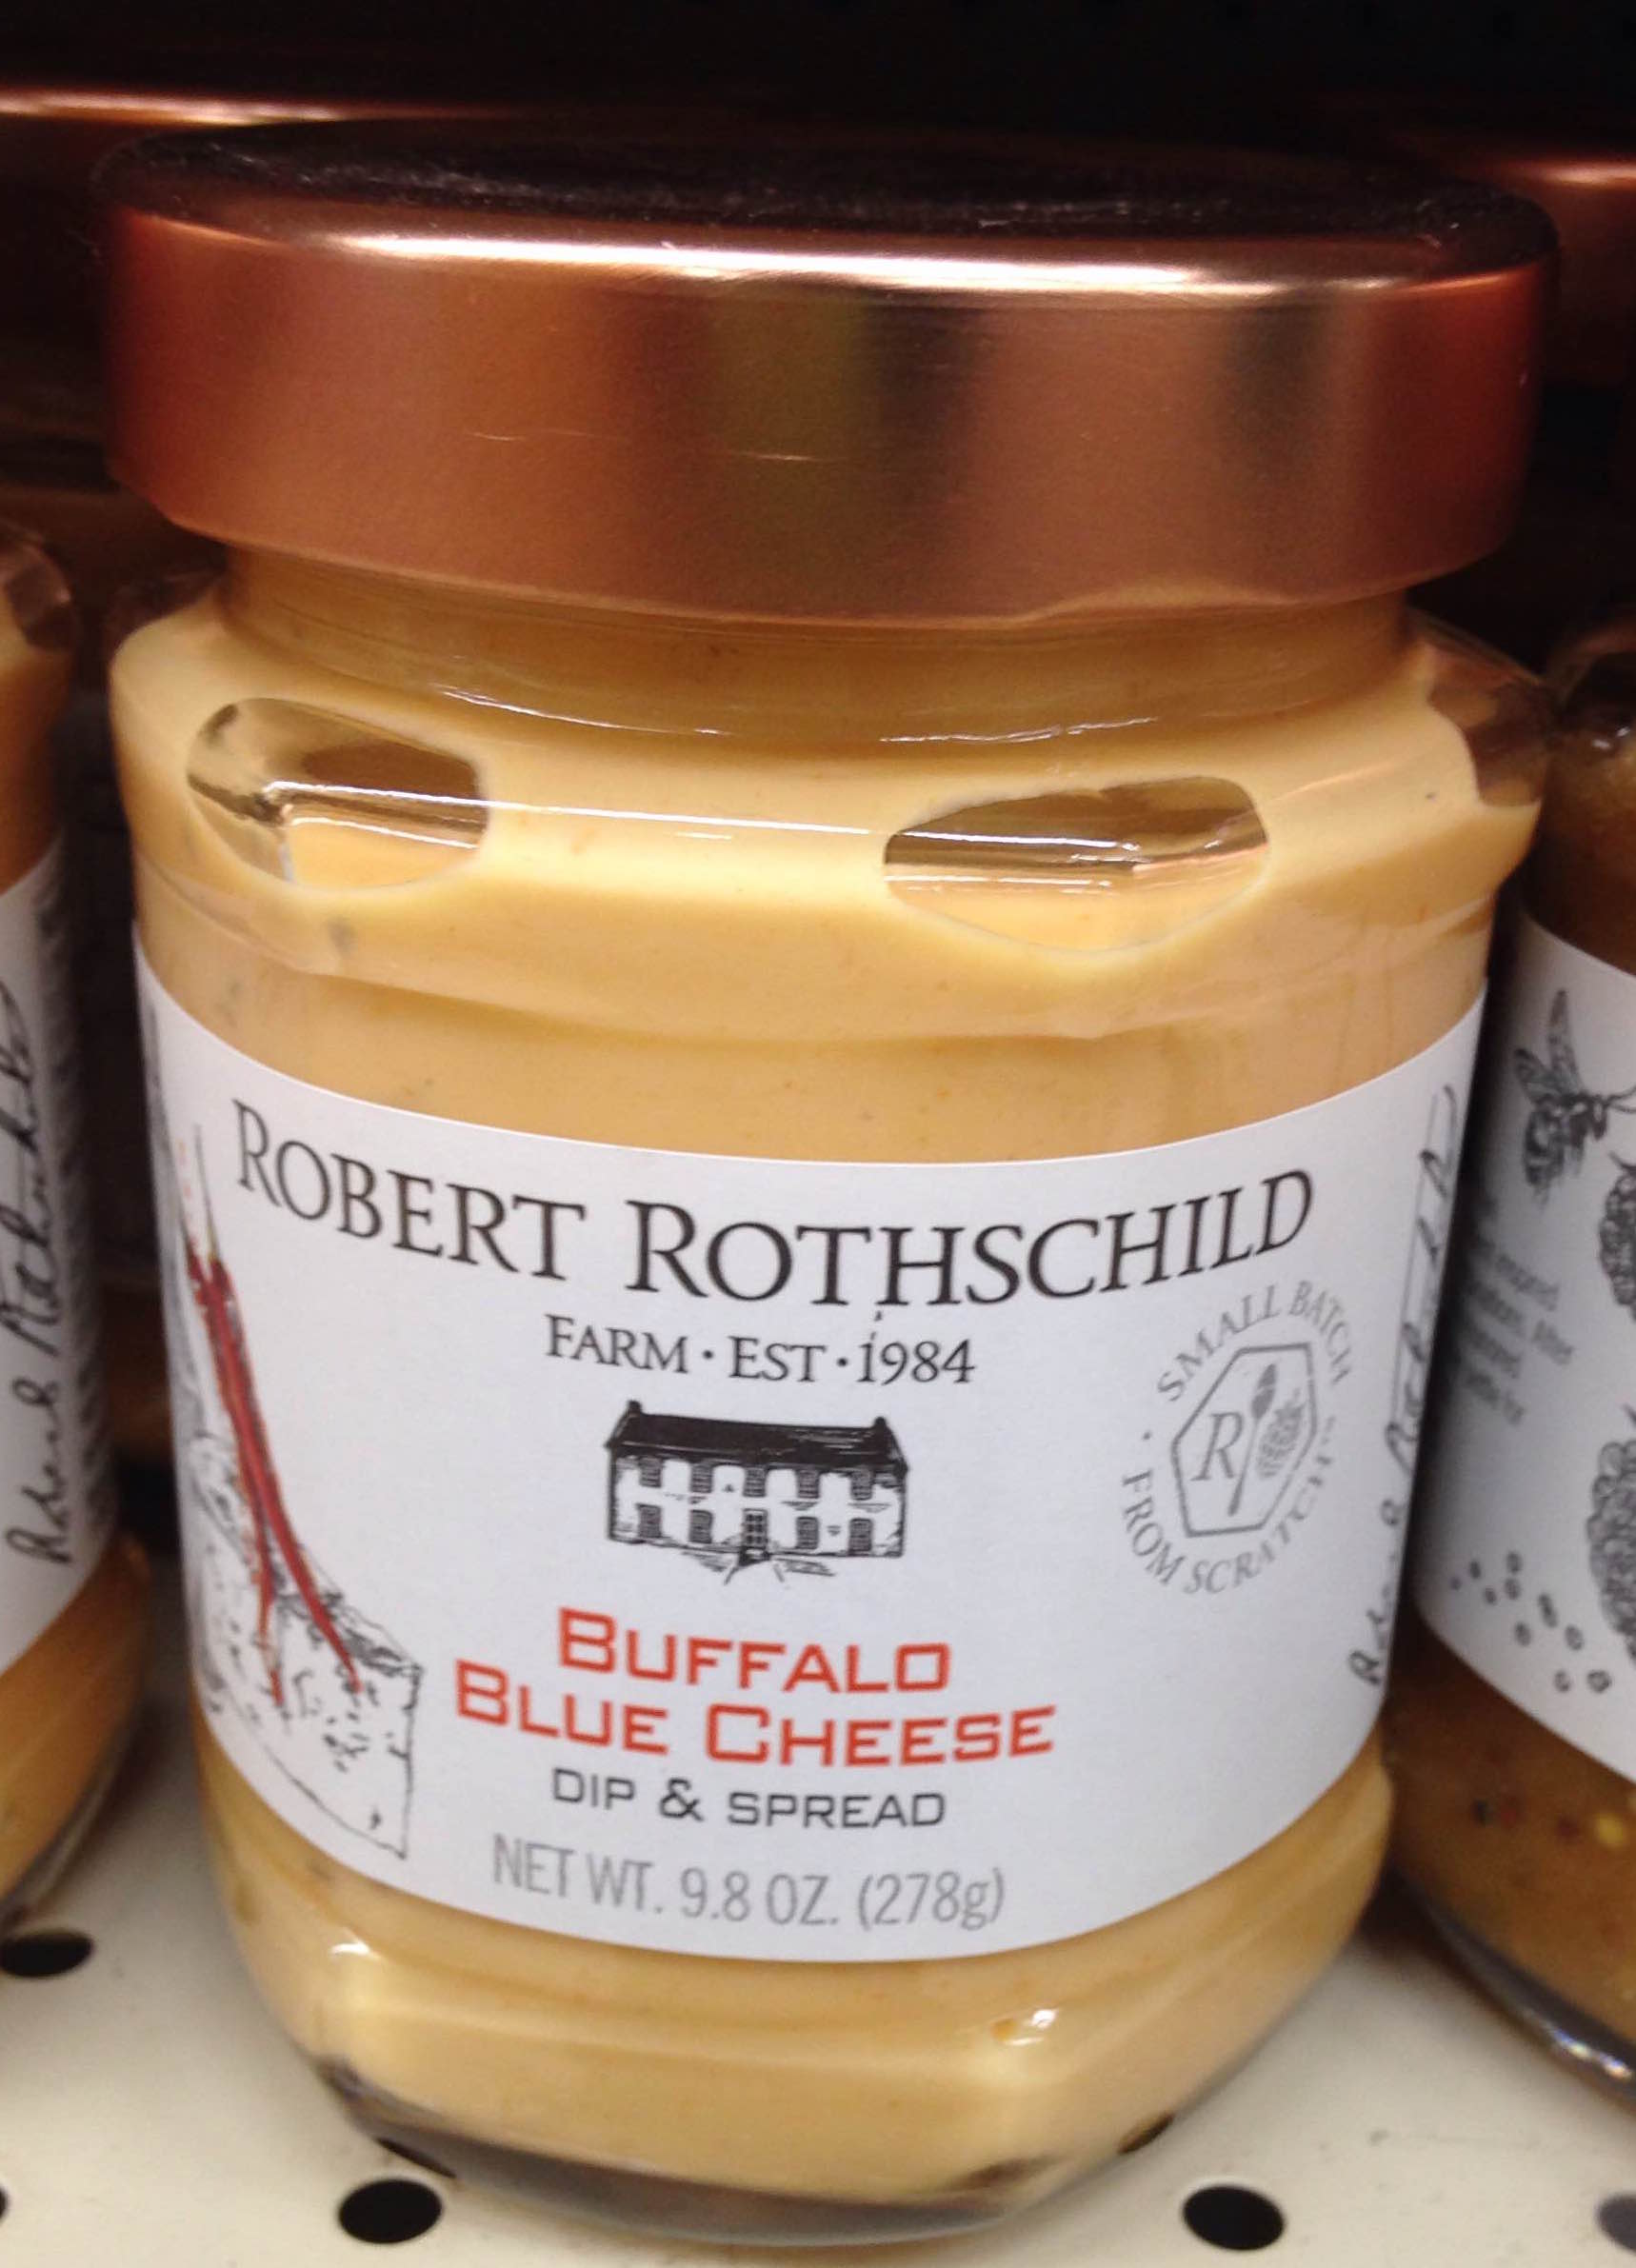 ROBERT ROTHSCHILD
FARM · EST · 1984
SMALL BATCH
R
· FROM SCRATCH ·
BUFFALO
BLUE CHEESE
DIP & SPREAD
NET WT. 9.8 OZ. (278g)